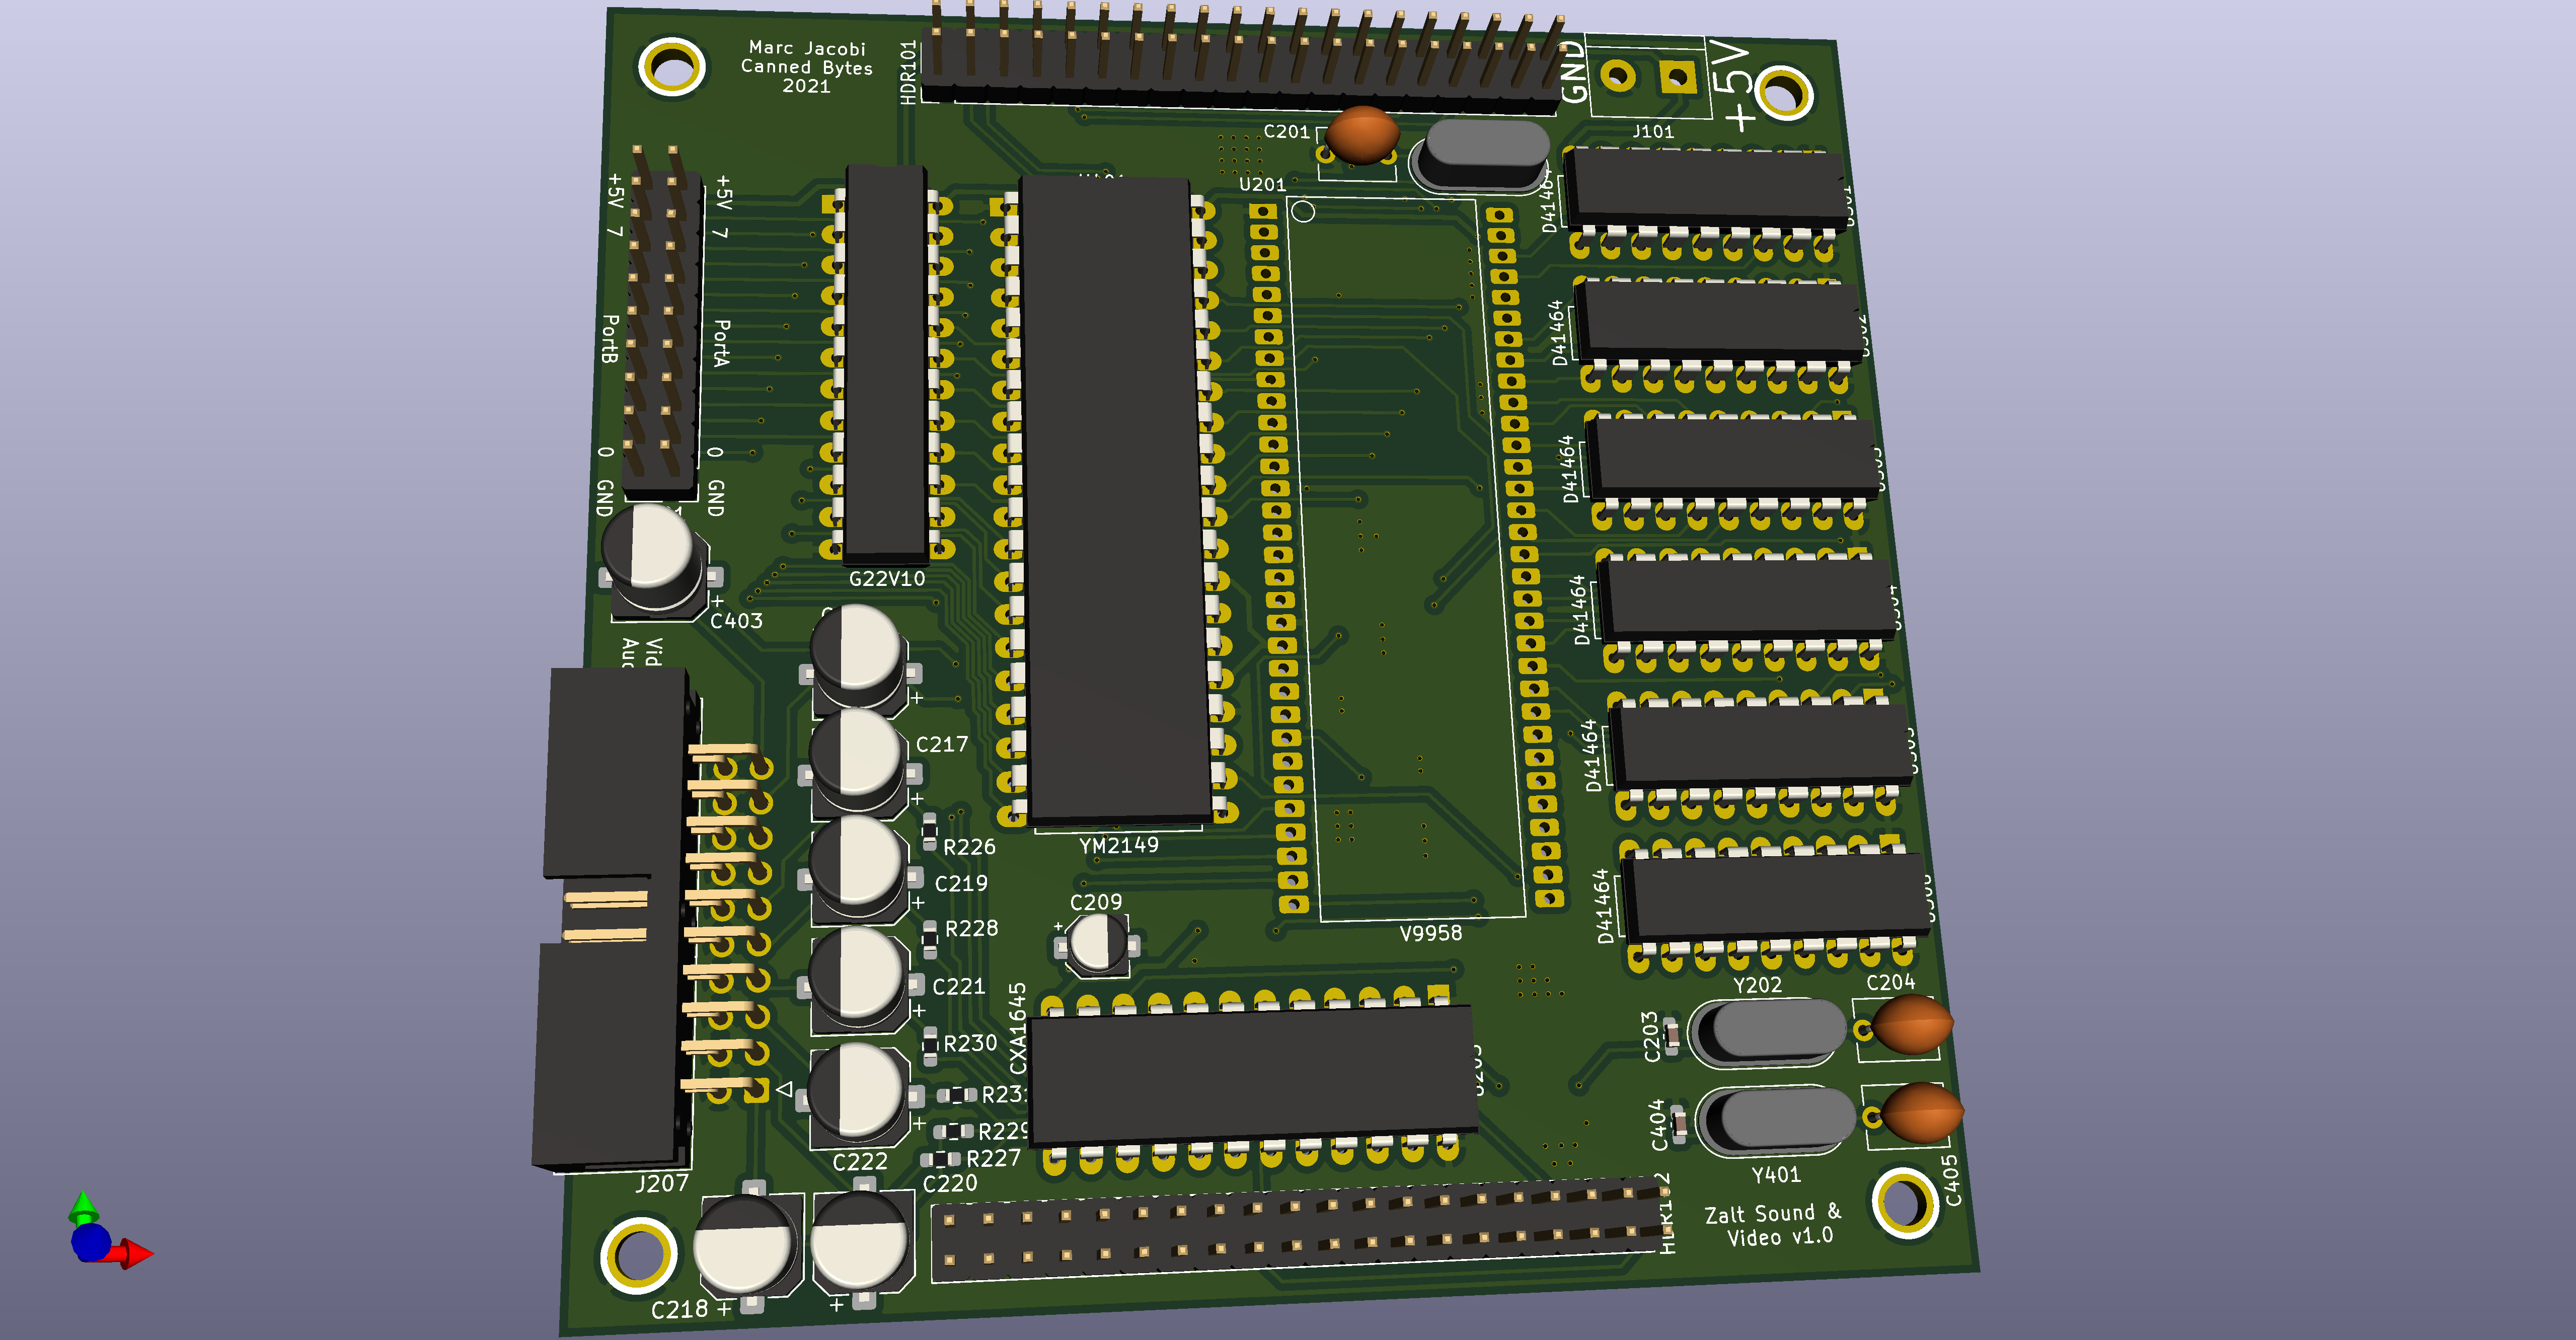 Marc Jacobi
Canned Bytes
2021
HDR101
GND
+5V
J101
C201
U201
+5V
7
PortB
0
GND
+5V
7
PortA
0
GND
G22V10
C403
+
YM2149
V9958
D41464
D41464
D41464
D41464
D41464
D41464
+
C217
+
R226
C219
+
R228
C221
+
R230
R231
R229
R227
C222
+
C220
C209
+
CXA1645
J207
C218 +
+
Y202
C204
C203
C404
Y401
C405
Zalt Sound &
Video v1.0